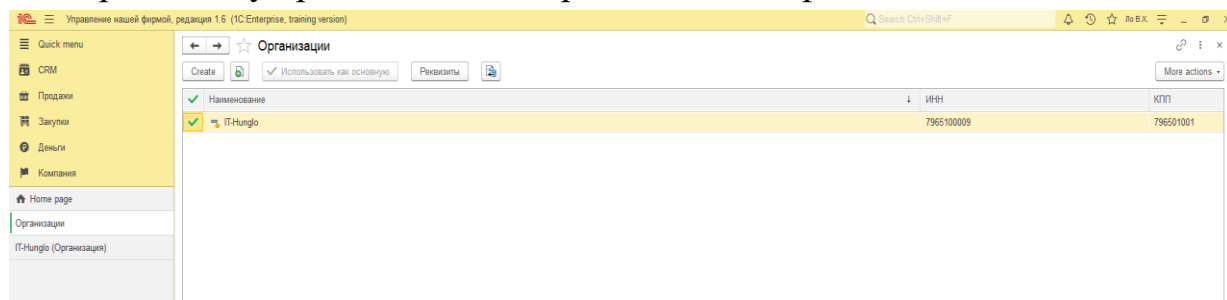 1С Управление нашей фирмой, редакция 1.6 (1C:Enterprise, training version) Search Ctrl+Shift+F Ло В.Х.
Quick menu
CRM
Продажи
Закупки
Деньги
Компания
Home page
Организации
IT-Hunglo (Организация)
Организации
Create Использовать как основную Реквизиты More actions
Наименование ↓ ИНН КПП
IT-Hunglo 7965100009 796501001